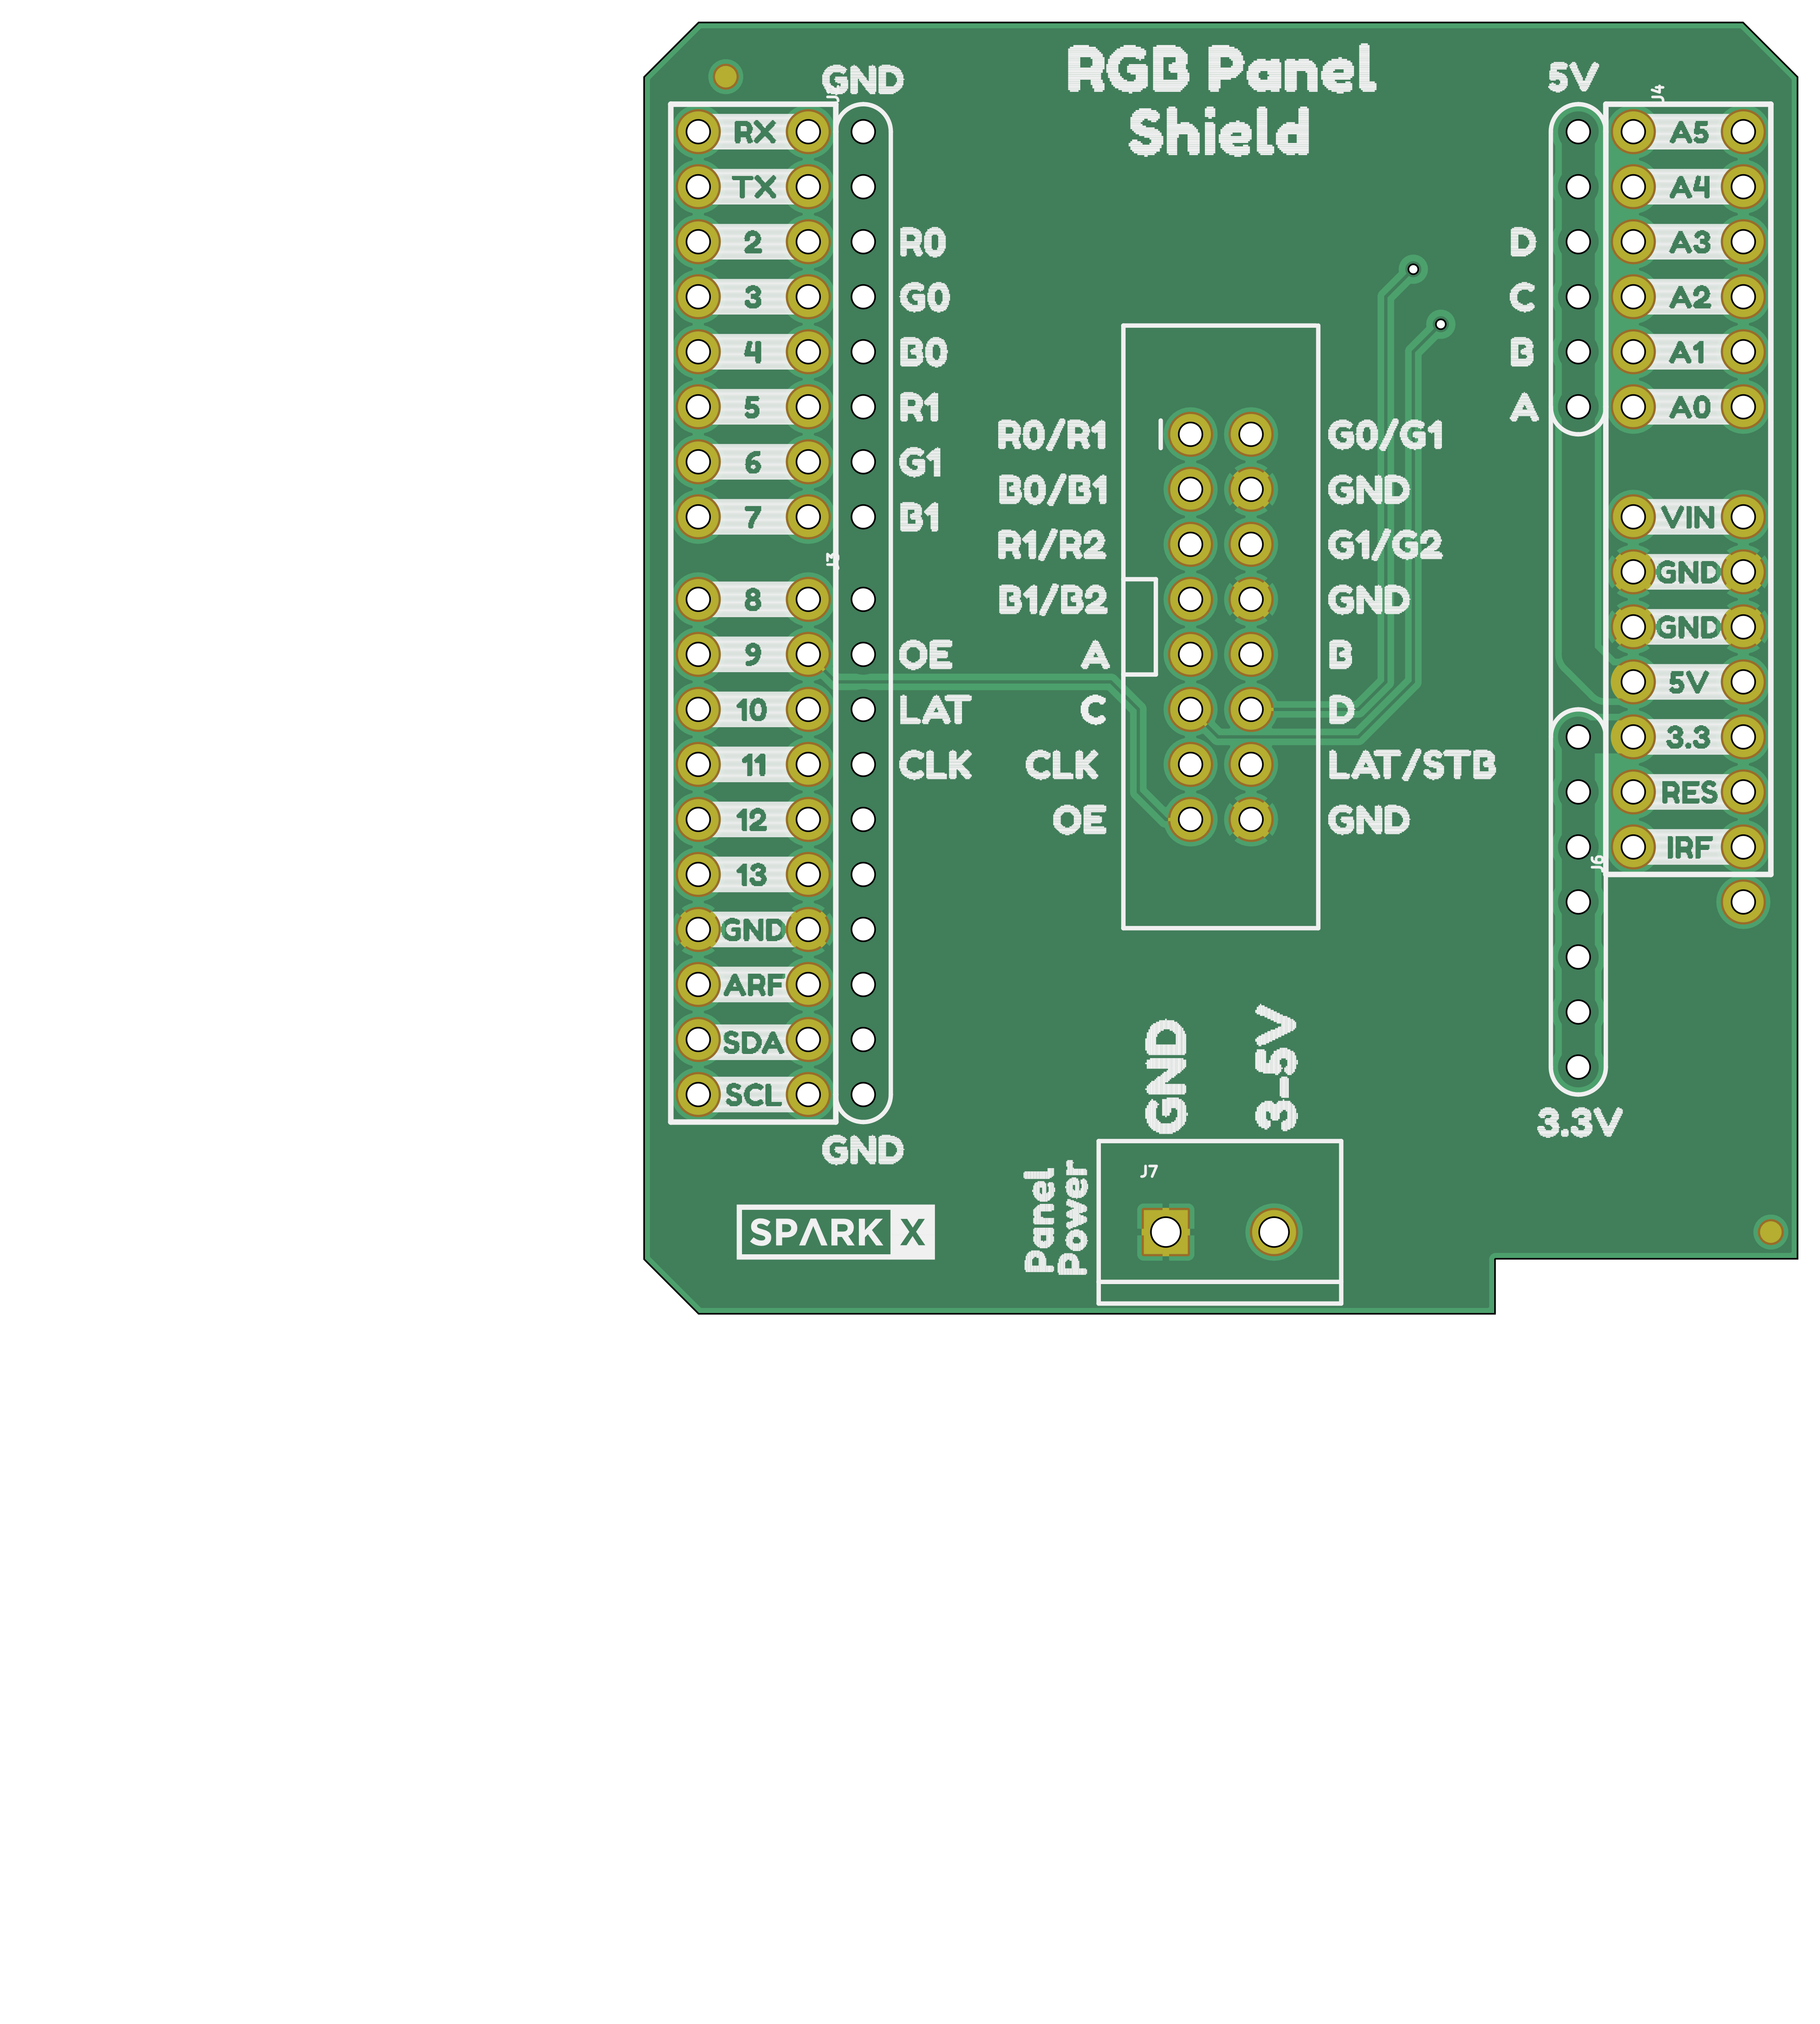 RGB Panel
Shield
GND
J
RX
TX
2
3
4
5
6
7
J3
8
9
10
11
12
13
GND
ARF
SDA
SCL
GND
R0
G0
B0
R1
G1
B1
OE
LAT
CLK
R0/R1
B0/B1
R1/R2
B1/B2
A
C
CLK
OE
G0/G1
GND
G1/G2
GND
B
D
LAT/STB
GND
5V
D
C
B
A
J4
A5
A4
A3
A2
A1
A0
VIN
GND
GND
5V
3.3
RES
IRF
J6
3.3V
GND
3-5V
Panel
Power
J7
SPARK X